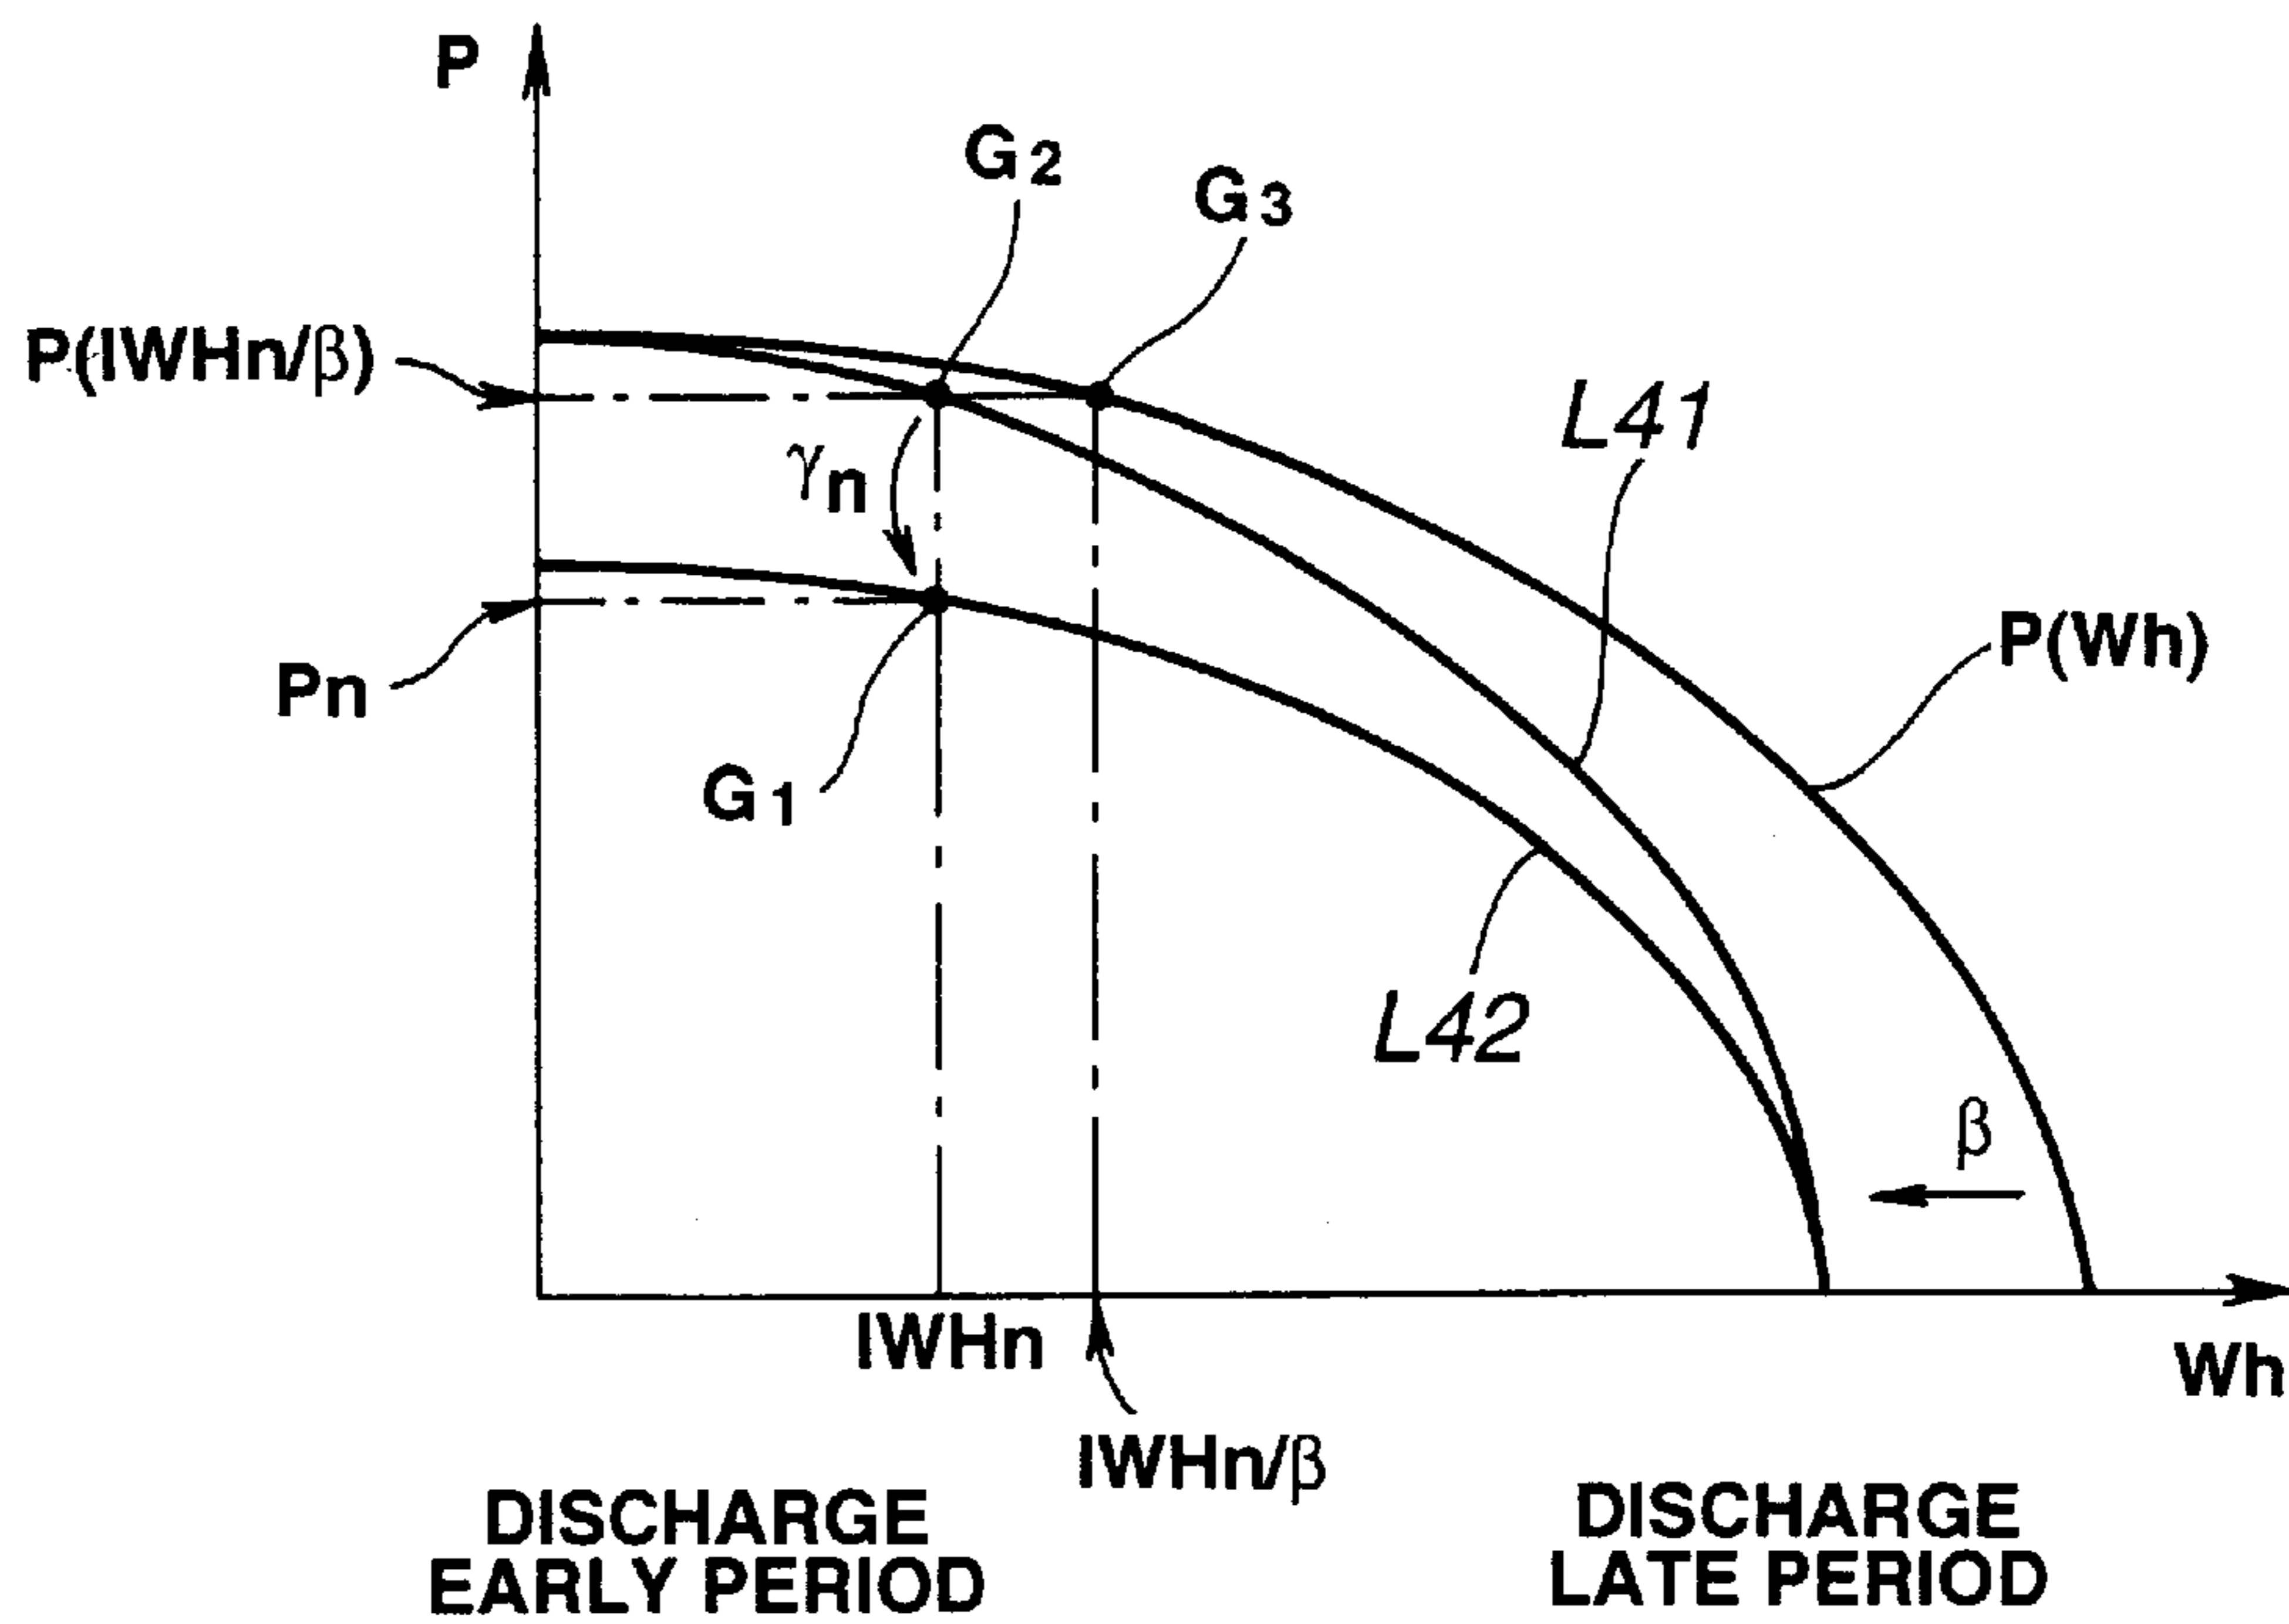 P
G2
G3
P(IWHn/β)
L41
γn
P(Wh)
Pn
G1
L42
β
IWHn
Wh
IWHn/β
DISCHARGE
EARLY PERIOD
DISCHARGE
LATE PERIOD